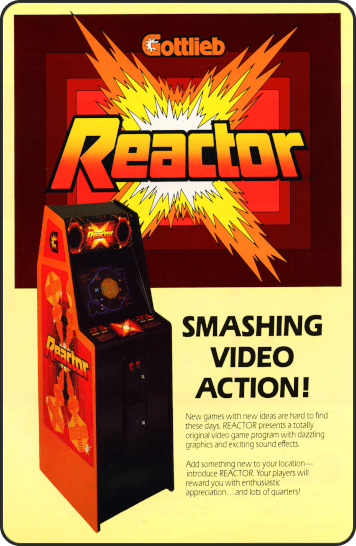 Gottlieb
Reactor
Reactor
Reactor
SMASHING
VIDEO
ACTION!
New games with new ideas are hard to find
these days. REACTOR presents a totally
original video game program with dazzling
graphics and exciting sound effects.
Add something new to your location—
introduce REACTOR. Your players will
reward you with enthusiastic
appreciation...and lots of quarters!